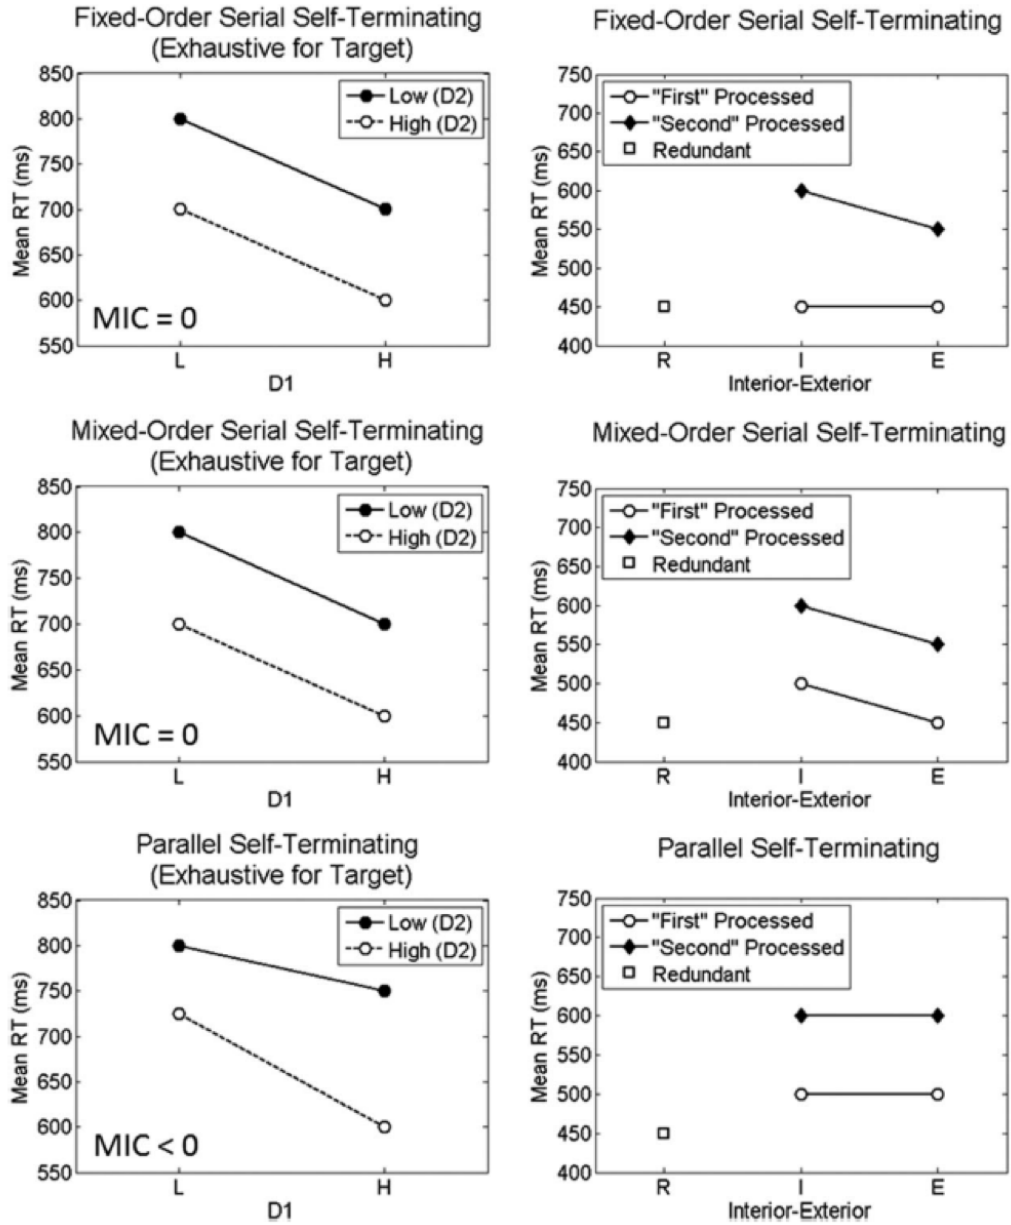 Fixed-Order Serial Self-Terminating
(Exhaustive for Target)
850
800
750
700
650
600
550
Mean RT (ms)
Low (D2)
High (D2)
MIC = 0
L
H
D1
Fixed-Order Serial Self-Terminating
750
700
650
600
550
500
450
400
Mean RT (ms)
"First" Processed
"Second" Processed
Redundant
R
I
E
Interior-Exterior
Mixed-Order Serial Self-Terminating
(Exhaustive for Target)
850
800
750
700
650
600
550
Mean RT (ms)
Low (D2)
High (D2)
MIC = 0
L
H
D1
Mixed-Order Serial Self-Terminating
750
700
650
600
550
500
450
400
Mean RT (ms)
"First" Processed
"Second" Processed
Redundant
R
I
E
Interior-Exterior
Parallel Self-Terminating
(Exhaustive for Target)
850
800
750
700
650
600
550
Mean RT (ms)
Low (D2)
High (D2)
MIC < 0
L
H
D1
Parallel Self-Terminating
750
700
650
600
550
500
450
400
Mean RT (ms)
"First" Processed
"Second" Processed
Redundant
R
I
E
Interior-Exterior